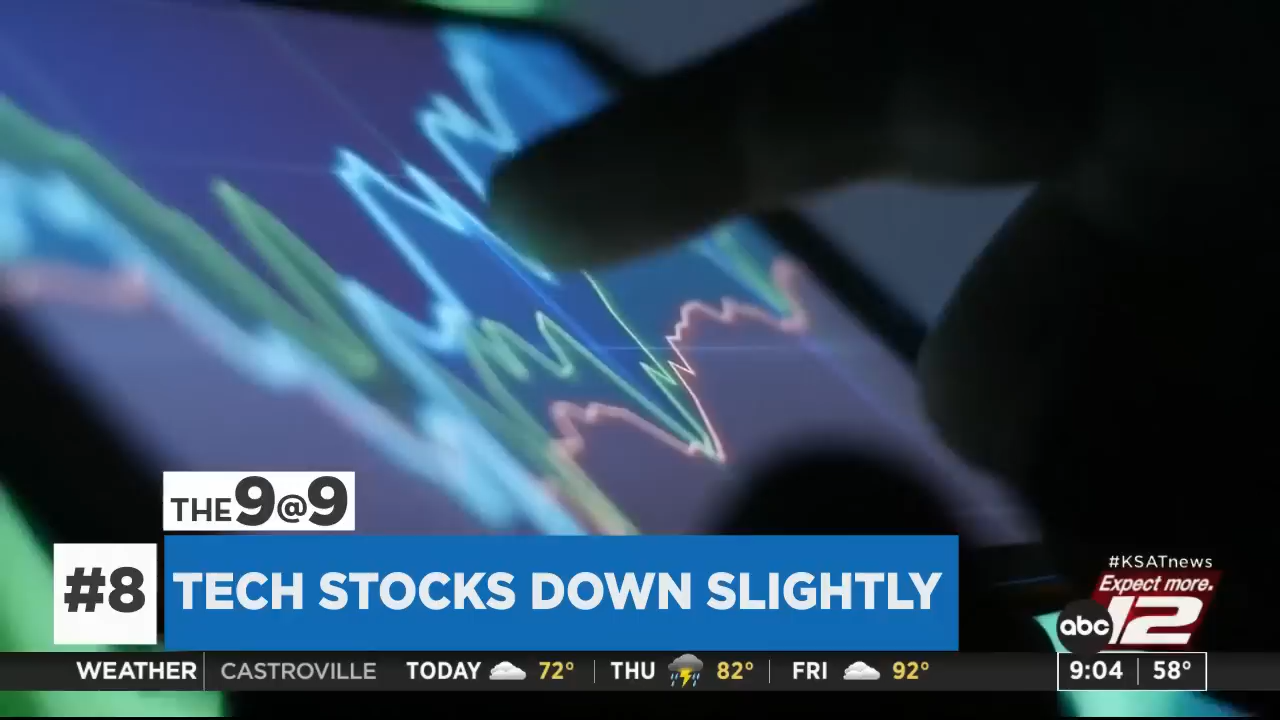 THE 9@9
#8 TECH STOCKS DOWN SLIGHTLY
#KSATnews
Expect more.
abc 12
WEATHER CASTROVILLE TODAY 72° THU 82° FRI 92° 9:04 58°